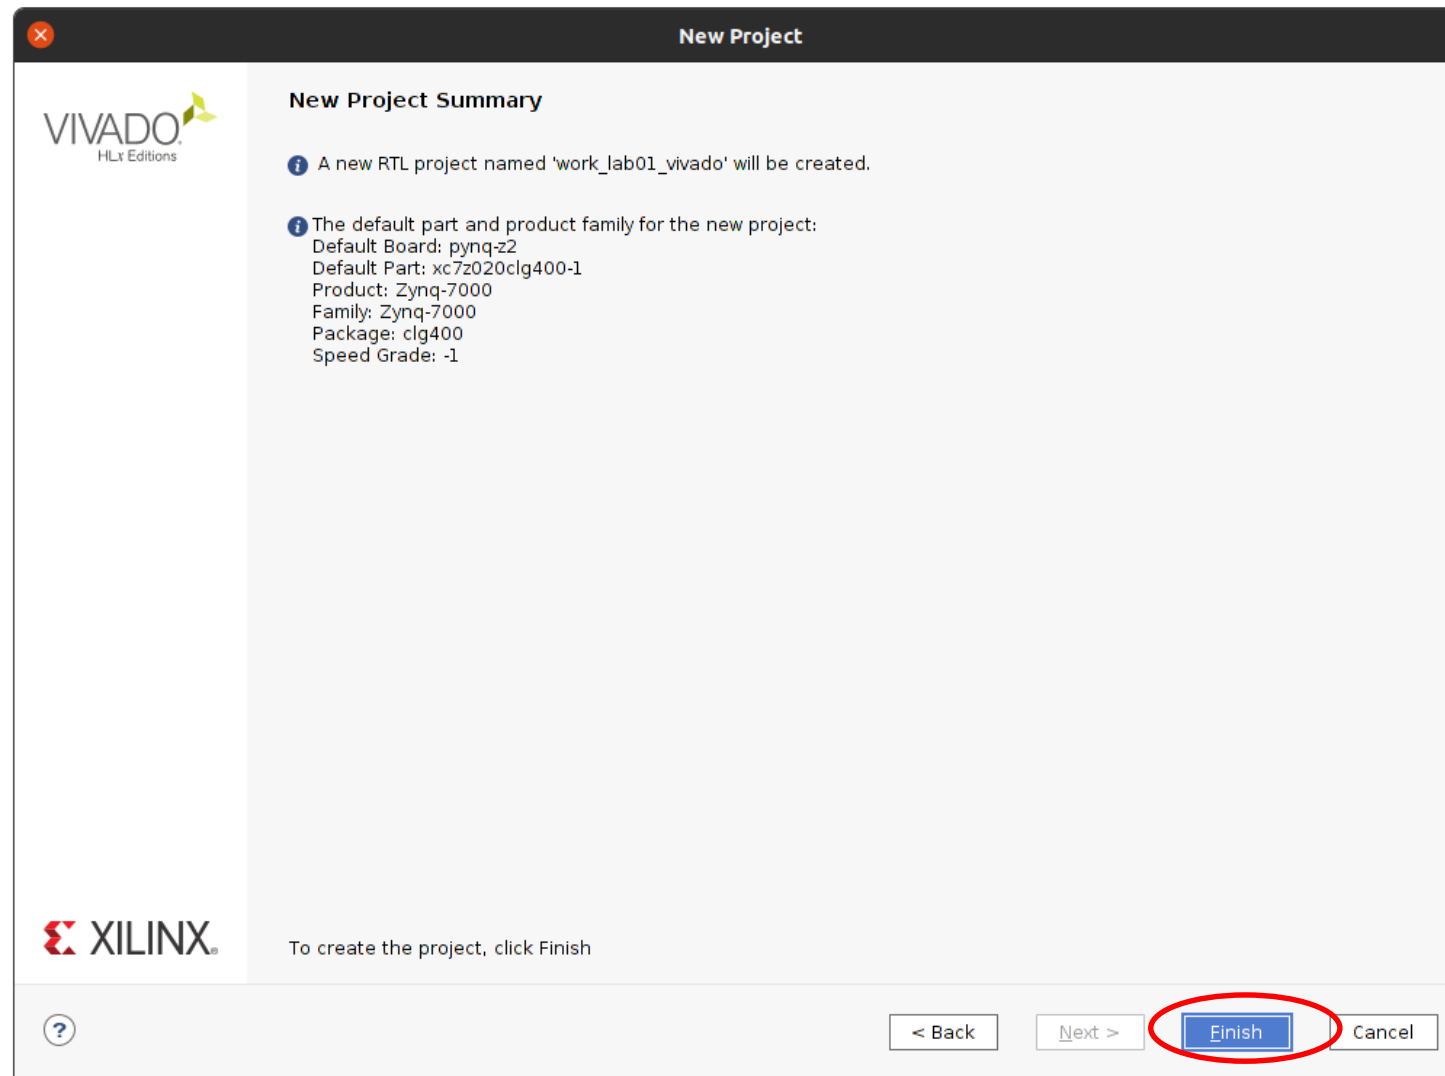 New Project
VIVADO.
HLx Editions
New Project Summary
A new RTL project named 'work_lab01_vivado' will be created.
The default part and product family for the new project:
Default Board: pynq-z2
Default Part: xc7z020clg400-1
Product: Zynq-7000
Family: Zynq-7000
Package: clg400
Speed Grade: -1
XILINX®
To create the project, click Finish
?
< Back
Next >
Finish
Cancel